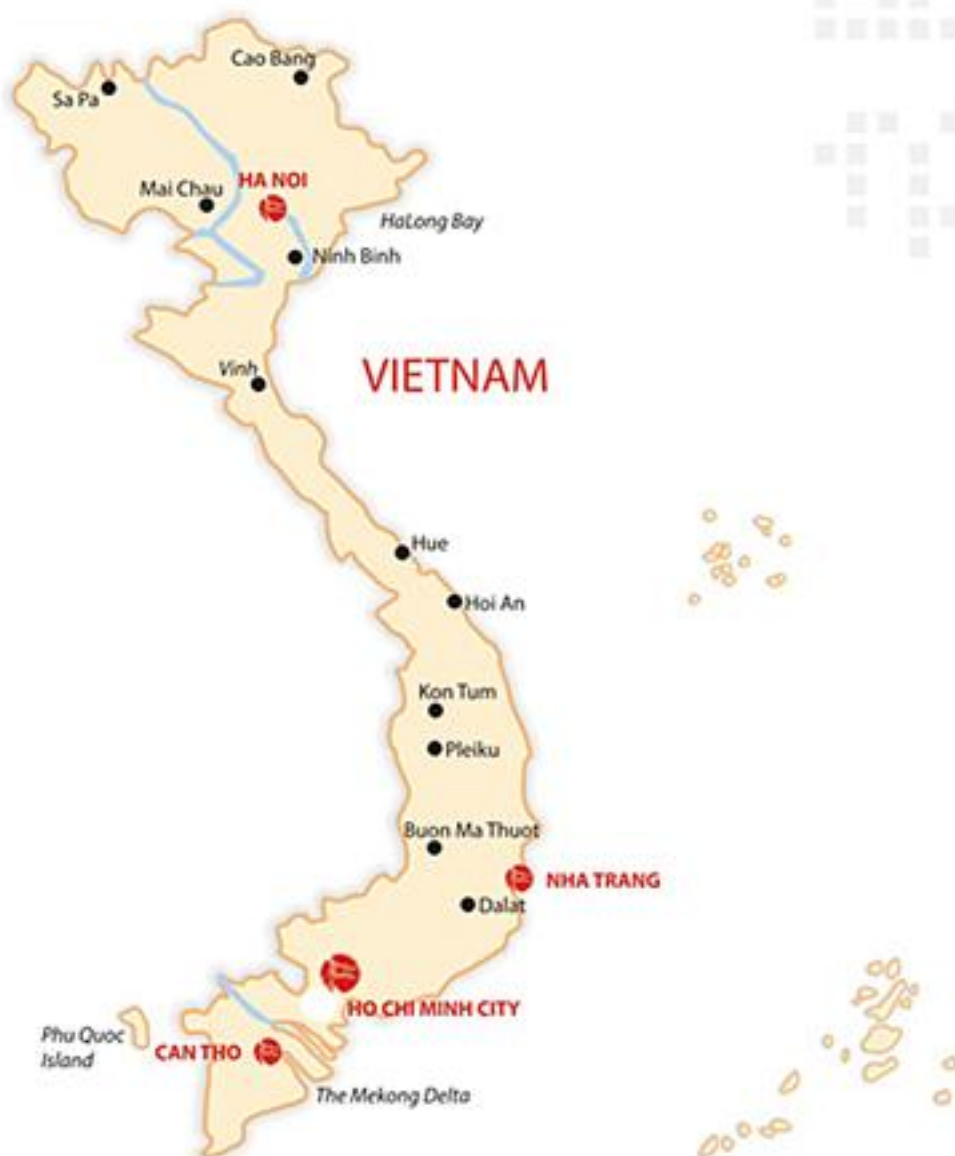 Cao Bang
Sa Pa
Mai Chau
HA NOI
HaLong Bay
Ninh Binh
Vinh
VIETNAM
Hue
Hoi An
Kon Tum
Pleiku
Buon Ma Thuot
NHA TRANG
Dalat
HO CHI MINH CITY
Phu Quoc
Island
CAN THO
The Mekong Delta